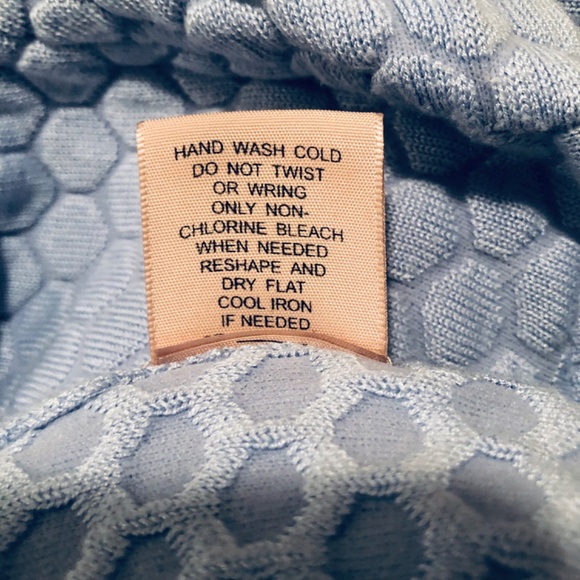 HAND WASH COLD
DO NOT TWIST
OR WRING
ONLY NON-
CHLORINE BLEACH
WHEN NEEDED
RESHAPE AND
DRY FLAT
COOL IRON
IF NEEDED